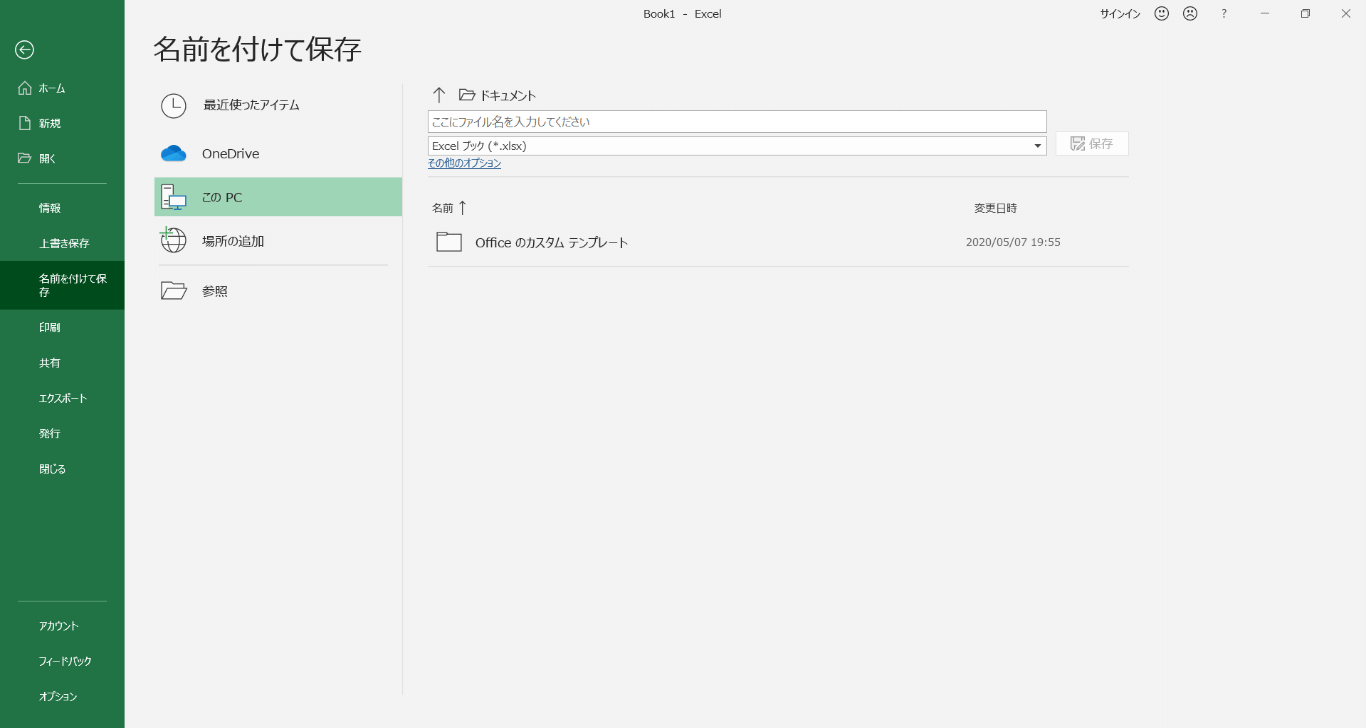 Book1 - Excel
サインイン
?
名前を付けて保存
ホーム
新規
開く
情報
上書き保存
名前を付けて保
存
印刷
共有
エクスポート
発行
閉じる
アカウント
フィードバック
オプション
最近使ったアイテム
OneDrive
この PC
場所の追加
参照
ドキュメント
ここにファイル名を入力してください
Excel ブック (*.xlsx)
保存
その他のオプション
名前 ↑
変更日時
Office のカスタム テンプレート
2020/05/07 19:55